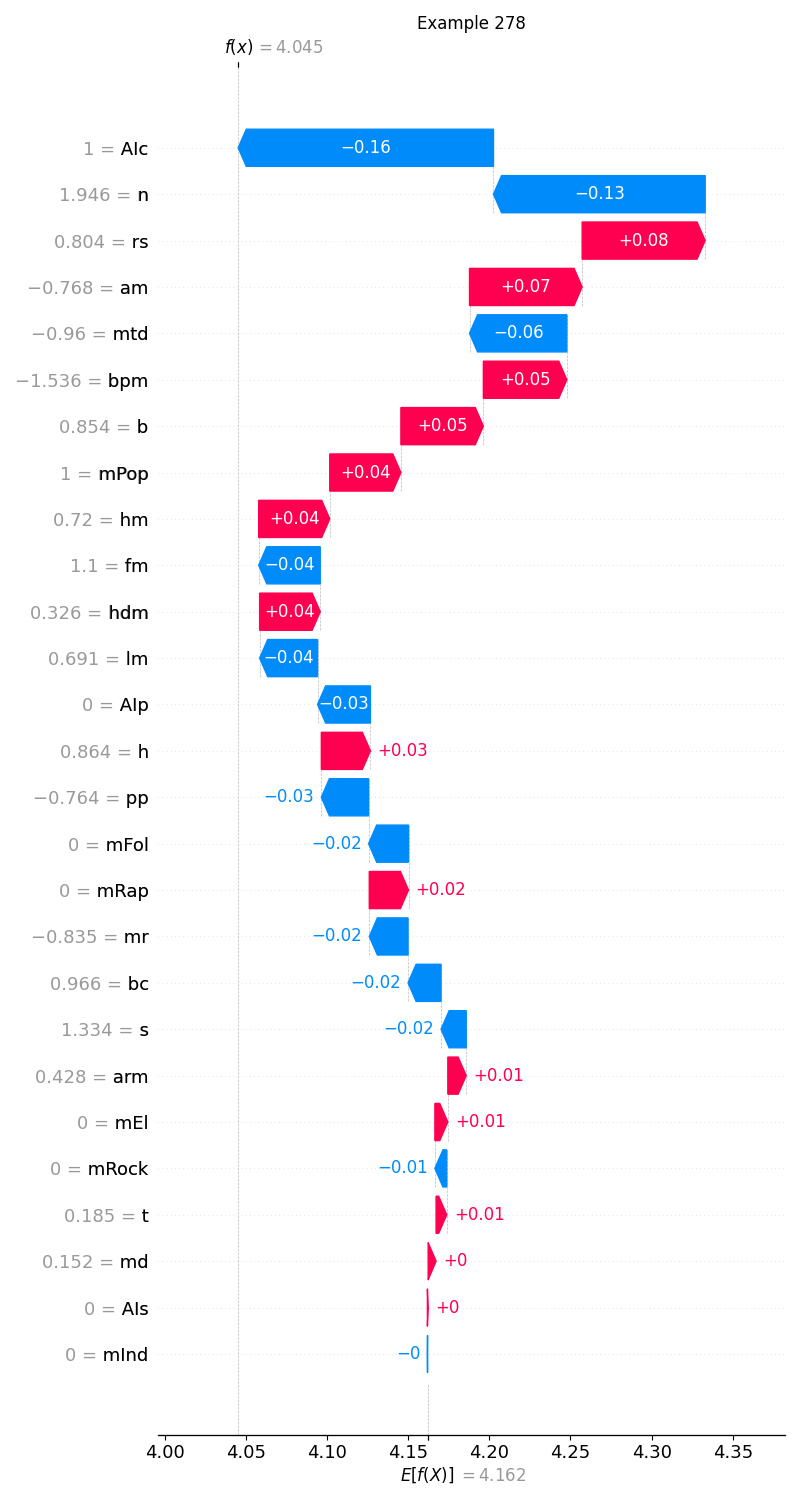 Example 278
f(x) = 4.045
1 = AIc −0.16
1.946 = n −0.13
0.804 = rs +0.08
−0.768 = am +0.07
−0.96 = mtd −0.06
−1.536 = bpm +0.05
0.854 = b +0.05
1 = mPop +0.04
0.72 = hm +0.04
1.1 = fm −0.04
0.326 = hdm +0.04
0.691 = lm −0.04
0 = AIp −0.03
0.864 = h +0.03
−0.764 = pp −0.03
0 = mFol −0.02
0 = mRap +0.02
−0.835 = mr −0.02
0.966 = bc −0.02
1.334 = s −0.02
0.428 = arm +0.01
0 = mEl +0.01
0 = mRock −0.01
0.185 = t +0.01
0.152 = md +0
0 = AIs +0
0 = mInd −0
4.00 4.05 4.10 4.15 4.20 4.25 4.30 4.35
E[f(X)] = 4.162